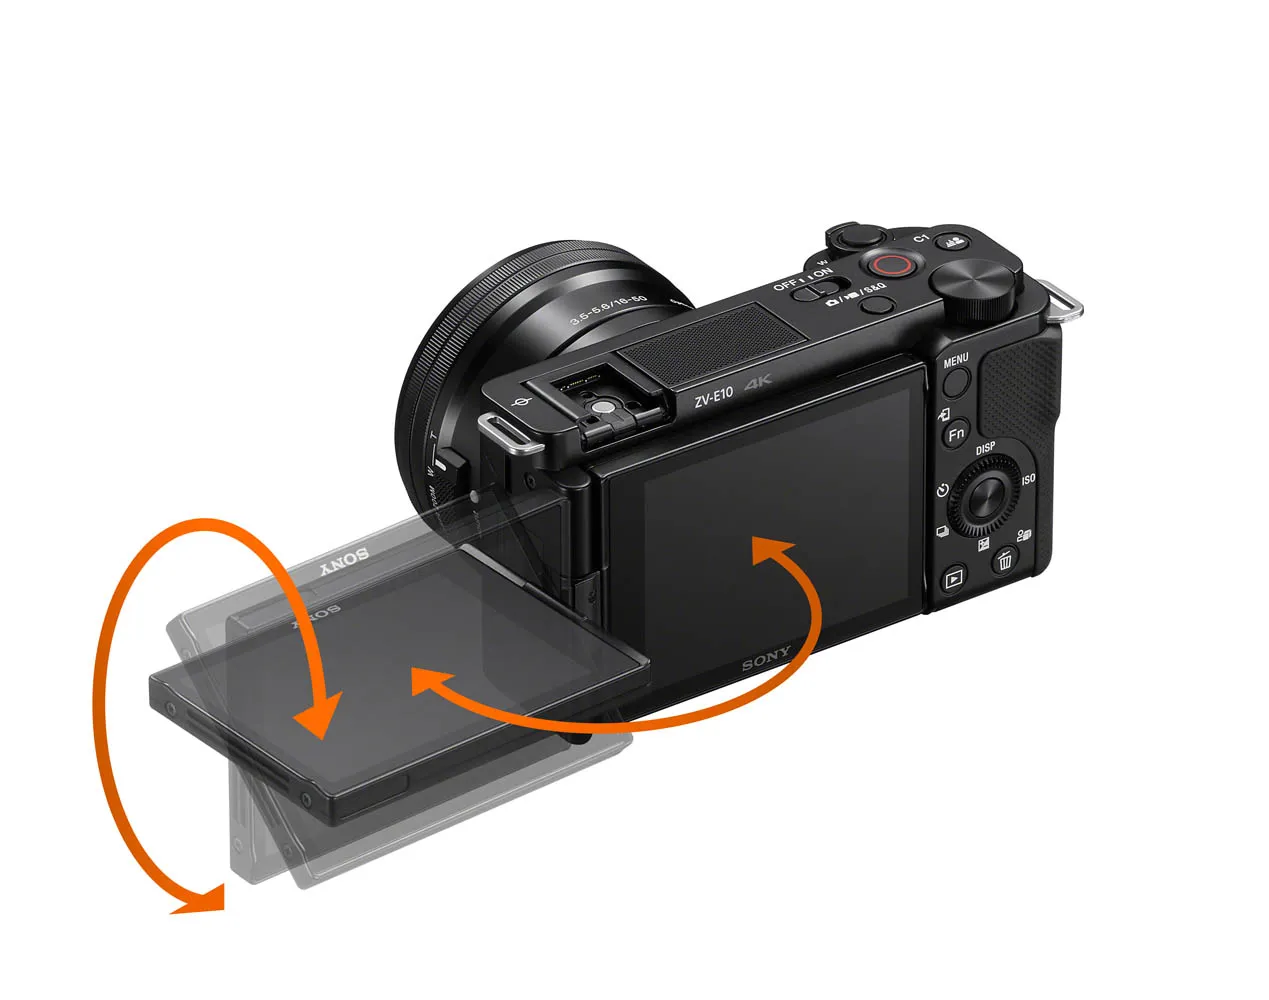 C1
W
OFF ON
/ /S&Q
3.5-5.6/16-50
MENU
ZV-E10 4K
Fn
DISP
T
W
ISO
ZOOM
SONY
SONY
SONY